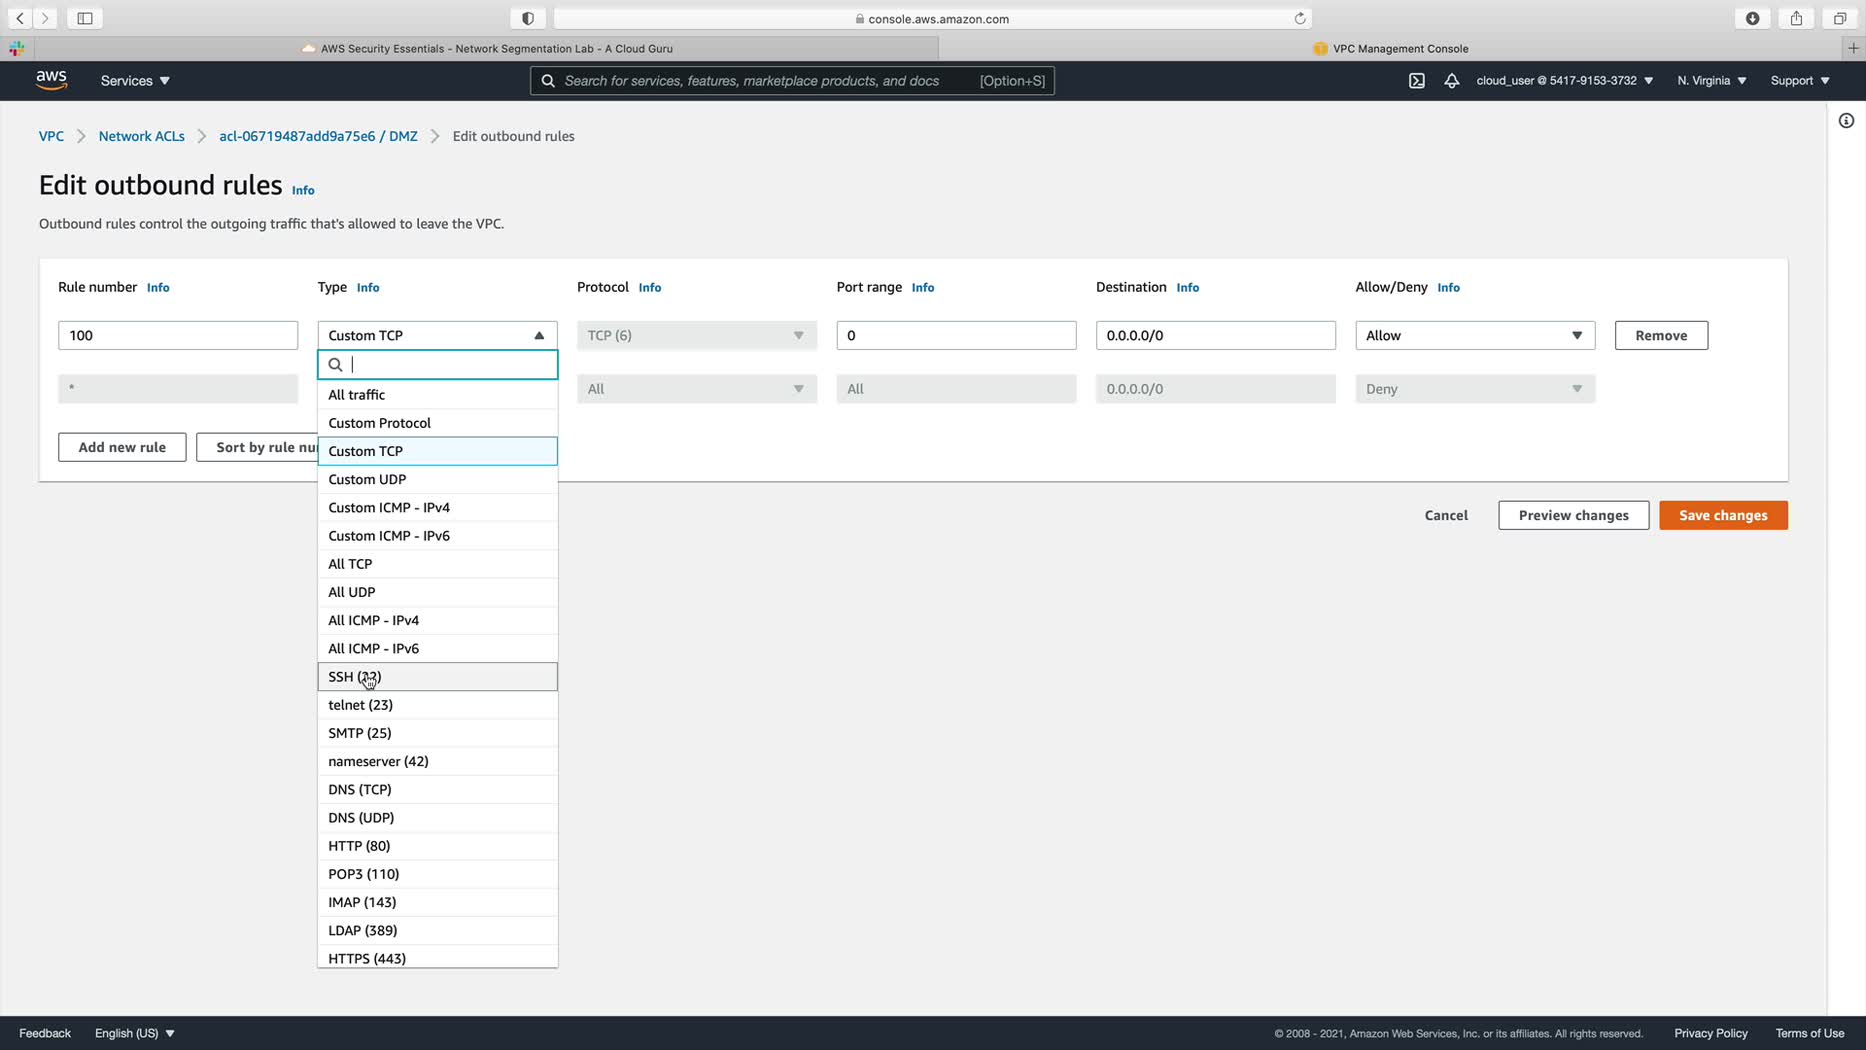 console.aws.amazon.com
AWS Security Essentials - Network Segmentation Lab - A Cloud Guru
VPC Management Console
aws
Services
Search for services, features, marketplace products, and docs [Option+S]
cloud_user @ 5417-9153-3732
N. Virginia
Support
VPC
Network ACLs
acl-06719487add9a75e6 / DMZ
Edit outbound rules
Edit outbound rules Info
Outbound rules control the outgoing traffic that's allowed to leave the VPC.
Rule number Info
Type Info
Protocol Info
Port range Info
Destination Info
Allow/Deny Info
100
Custom TCP
TCP (6)
0
0.0.0.0/0
Allow
Remove
*
All
All
0.0.0.0/0
Deny
Add new rule
Sort by rule nu
All traffic
Custom Protocol
Custom TCP
Custom UDP
Custom ICMP - IPv4
Custom ICMP - IPv6
All TCP
All UDP
All ICMP - IPv4
All ICMP - IPv6
SSH (22)
telnet (23)
SMTP (25)
nameserver (42)
DNS (TCP)
DNS (UDP)
HTTP (80)
POP3 (110)
IMAP (143)
LDAP (389)
HTTPS (443)
Cancel
Preview changes
Save changes
Feedback
English (US)
© 2008 - 2021, Amazon Web Services, Inc. or its affiliates. All rights reserved.
Privacy Policy
Terms of Use